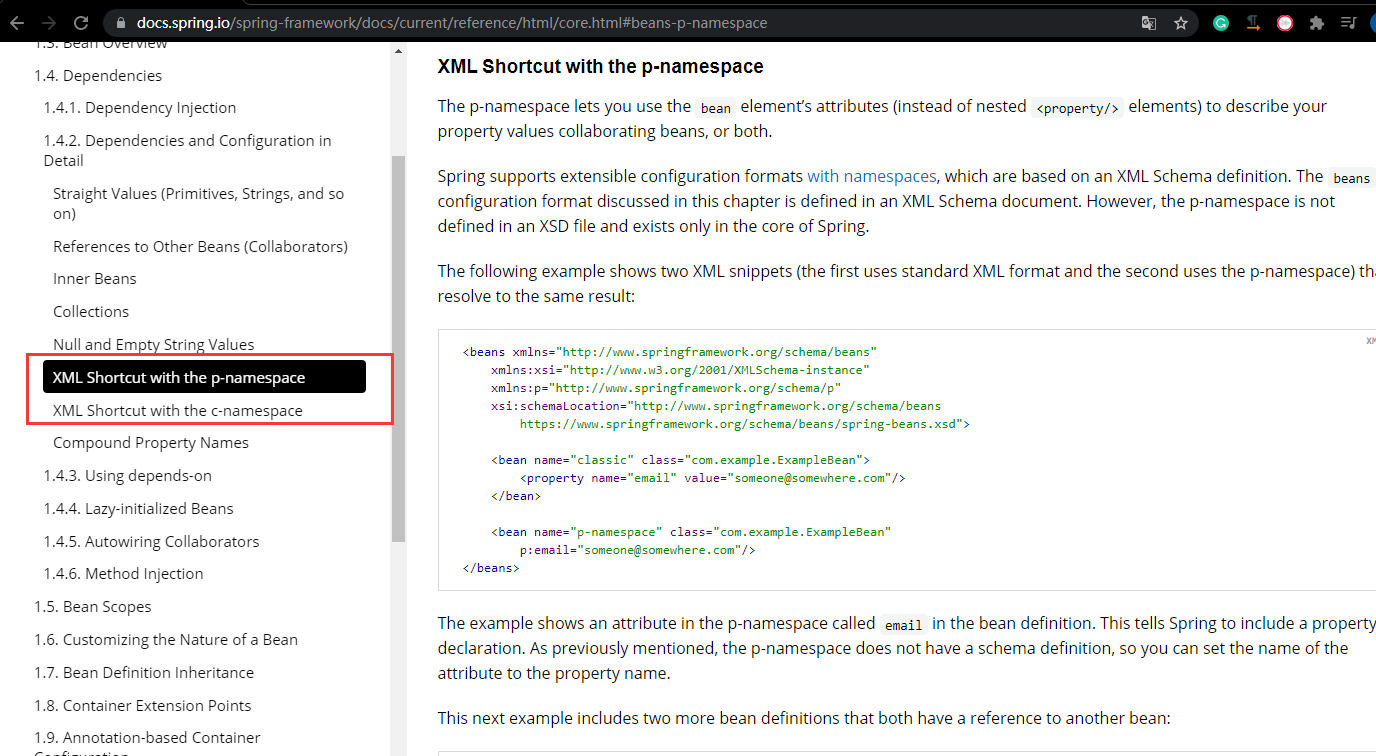 docs.spring.io/spring-framework/docs/current/reference/html/core.html#beans-p-namespace
1.3. Bean Overview
1.4. Dependencies
1.4.1. Dependency Injection
1.4.2. Dependencies and Configuration in
Detail
Straight Values (Primitives, Strings, and so
on)
References to Other Beans (Collaborators)
Inner Beans
Collections
Null and Empty String Values
XML Shortcut with the p-namespace
XML Shortcut with the c-namespace
Compound Property Names
1.4.3. Using depends-on
1.4.4. Lazy-initialized Beans
1.4.5. Autowiring Collaborators
1.4.6. Method Injection
1.5. Bean Scopes
1.6. Customizing the Nature of a Bean
1.7. Bean Definition Inheritance
1.8. Container Extension Points
1.9. Annotation-based Container
Configuration
XML Shortcut with the p-namespace
The p-namespace lets you use the bean element's attributes (instead of nested <property/> elements) to describe your
property values collaborating beans, or both.
Spring supports extensible configuration formats with namespaces, which are based on an XML Schema definition. The beans
configuration format discussed in this chapter is defined in an XML Schema document. However, the p-namespace is not
defined in an XSD file and exists only in the core of Spring.
The following example shows two XML snippets (the first uses standard XML format and the second uses the p-namespace) tha
resolve to the same result:
<beans xmlns="http://www.springframework.org/schema/beans"
xmlns:xsi="http://www.w3.org/2001/XMLSchema-instance"
xmlns:p="http://www.springframework.org/schema/p"
xsi:schemaLocation="http://www.springframework.org/schema/beans
https://www.springframework.org/schema/beans/spring-beans.xsd">
<bean name="classic" class="com.example.ExampleBean">
<property name="email" value="someone@somewhere.com"/>
</bean>
<bean name="p-namespace" class="com.example.ExampleBean"
p:email="someone@somewhere.com"/>
</beans>
The example shows an attribute in the p-namespace called email in the bean definition. This tells Spring to include a property
declaration. As previously mentioned, the p-namespace does not have a schema definition, so you can set the name of the
attribute to the property name.
This next example includes two more bean definitions that both have a reference to another bean: